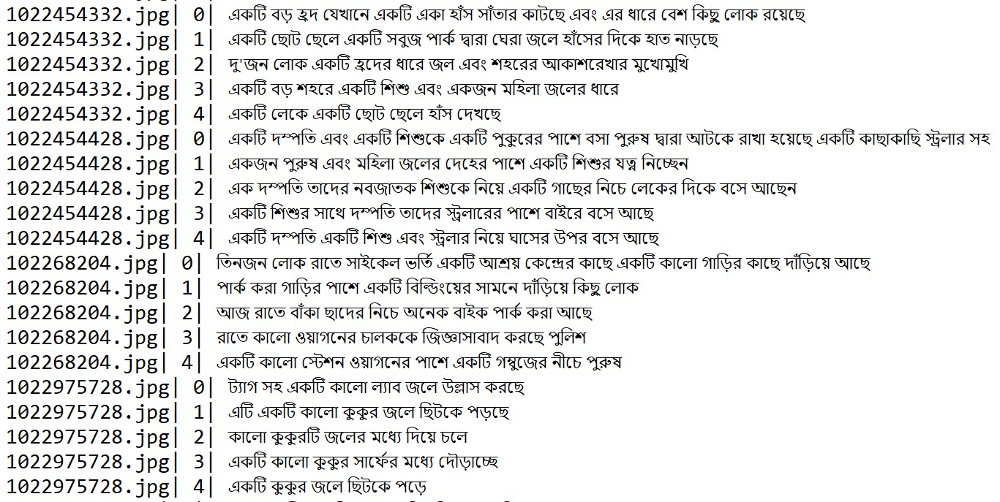 1022454332.jpg| 0| একটি বড় হ্রদ যেখানে একটি একা হাঁস সাঁতার কাটছে এবং এর ধারে বেশ কিছু লোক রয়েছে
1022454332.jpg| 1| একটি ছোট ছেলে একটি সবুজ পার্ক দ্বারা ঘেরা জলে হাঁসের দিকে হাত নাড়ছে
1022454332.jpg| 2| দু'জন লোক একটি হ্রদের ধারে জল এবং শহরের আকাশরেখার মুখোমুখি
1022454332.jpg| 3| একটি বড় শহরে একটি শিশু এবং একজন মহিলা জলের ধারে
1022454332.jpg| 4| একটি লেকে একটি ছোট ছেলে হাঁস দেখছে
1022454428.jpg| 0| একটি দম্পতি এবং একটি শিশুকে একটি পুকুরের পাশে বসা পুরুষ দ্বারা আটকে রাখা হয়েছে একটি কাছাকাছি স্ট্রলার সহ
1022454428.jpg| 1| একজন পুরুষ এবং মহিলা জলের দেহের পাশে একটি শিশুর যত্ন নিচ্ছেন
1022454428.jpg| 2| এক দম্পতি তাদের নবজাতক শিশুকে নিয়ে একটি গাছের নিচে লেকের দিকে বসে আছেন
1022454428.jpg| 3| একটি শিশুর সাথে দম্পতি তাদের স্ট্রলারের পাশে বাইরে বসে আছে
1022454428.jpg| 4| একটি দম্পতি একটি শিশু এবং স্ট্রলার নিয়ে ঘাসের উপর বসে আছে
102268204.jpg| 0| তিনজন লোক রাতে সাইকেল ভর্তি একটি আশ্রয় কেন্দ্রের কাছে একটি কালো গাড়ির কাছে দাঁড়িয়ে আছে
102268204.jpg| 1| পার্ক করা গাড়ির পাশে একটি বিল্ডিংয়ের সামনে দাঁড়িয়ে কিছু লোক
102268204.jpg| 2| আজ রাতে বাঁকা ছাদের নিচে অনেক বাইক পার্ক করা আছে
102268204.jpg| 3| রাতে কালো ওয়াগনের চালককে জিজ্ঞাসাবাদ করছে পুলিশ
102268204.jpg| 4| একটি কালো স্টেশন ওয়াগনের পাশে একটি গম্বুজের নীচে পুরুষ
1022975728.jpg| 0| ট্যাগ সহ একটি কালো ল্যাব জলে উল্লাস করছে
1022975728.jpg| 1| এটি একটি কালো কুকুর জলে ছিটকে পড়ছে
1022975728.jpg| 2| কালো কুকুরটি জলের মধ্যে দিয়ে চলে
1022975728.jpg| 3| একটি কালো কুকুর সার্ফের মধ্যে দৌড়াচ্ছে
1022975728.jpg| 4| একটি কুকুর জলে ছিটকে পড়ে